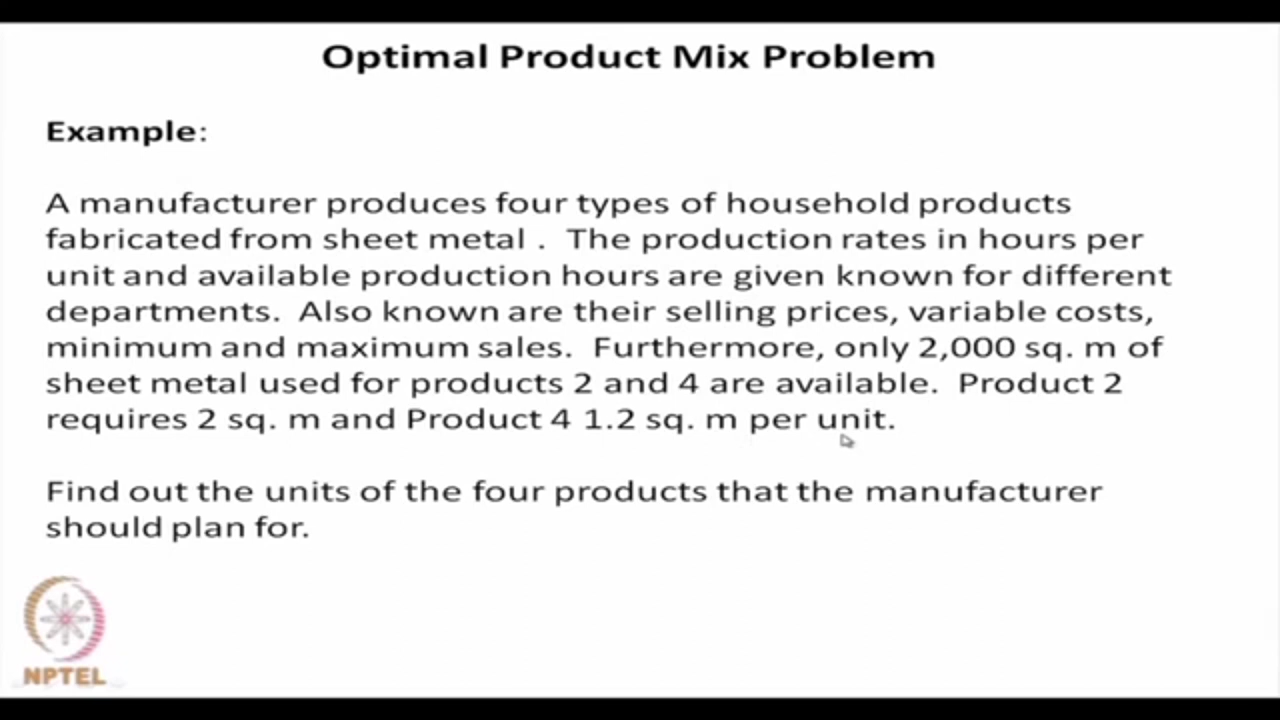 Optimal Product Mix Problem
Example:
A manufacturer produces four types of household products
fabricated from sheet metal . The production rates in hours per
unit and available production hours are given known for different
departments. Also known are their selling prices, variable costs,
minimum and maximum sales. Furthermore, only 2,000 sq. m of
sheet metal used for products 2 and 4 are available. Product 2
requires 2 sq. m and Product 4 1.2 sq. m per unit.
Find out the units of the four products that the manufacturer
should plan for.
NPTEL